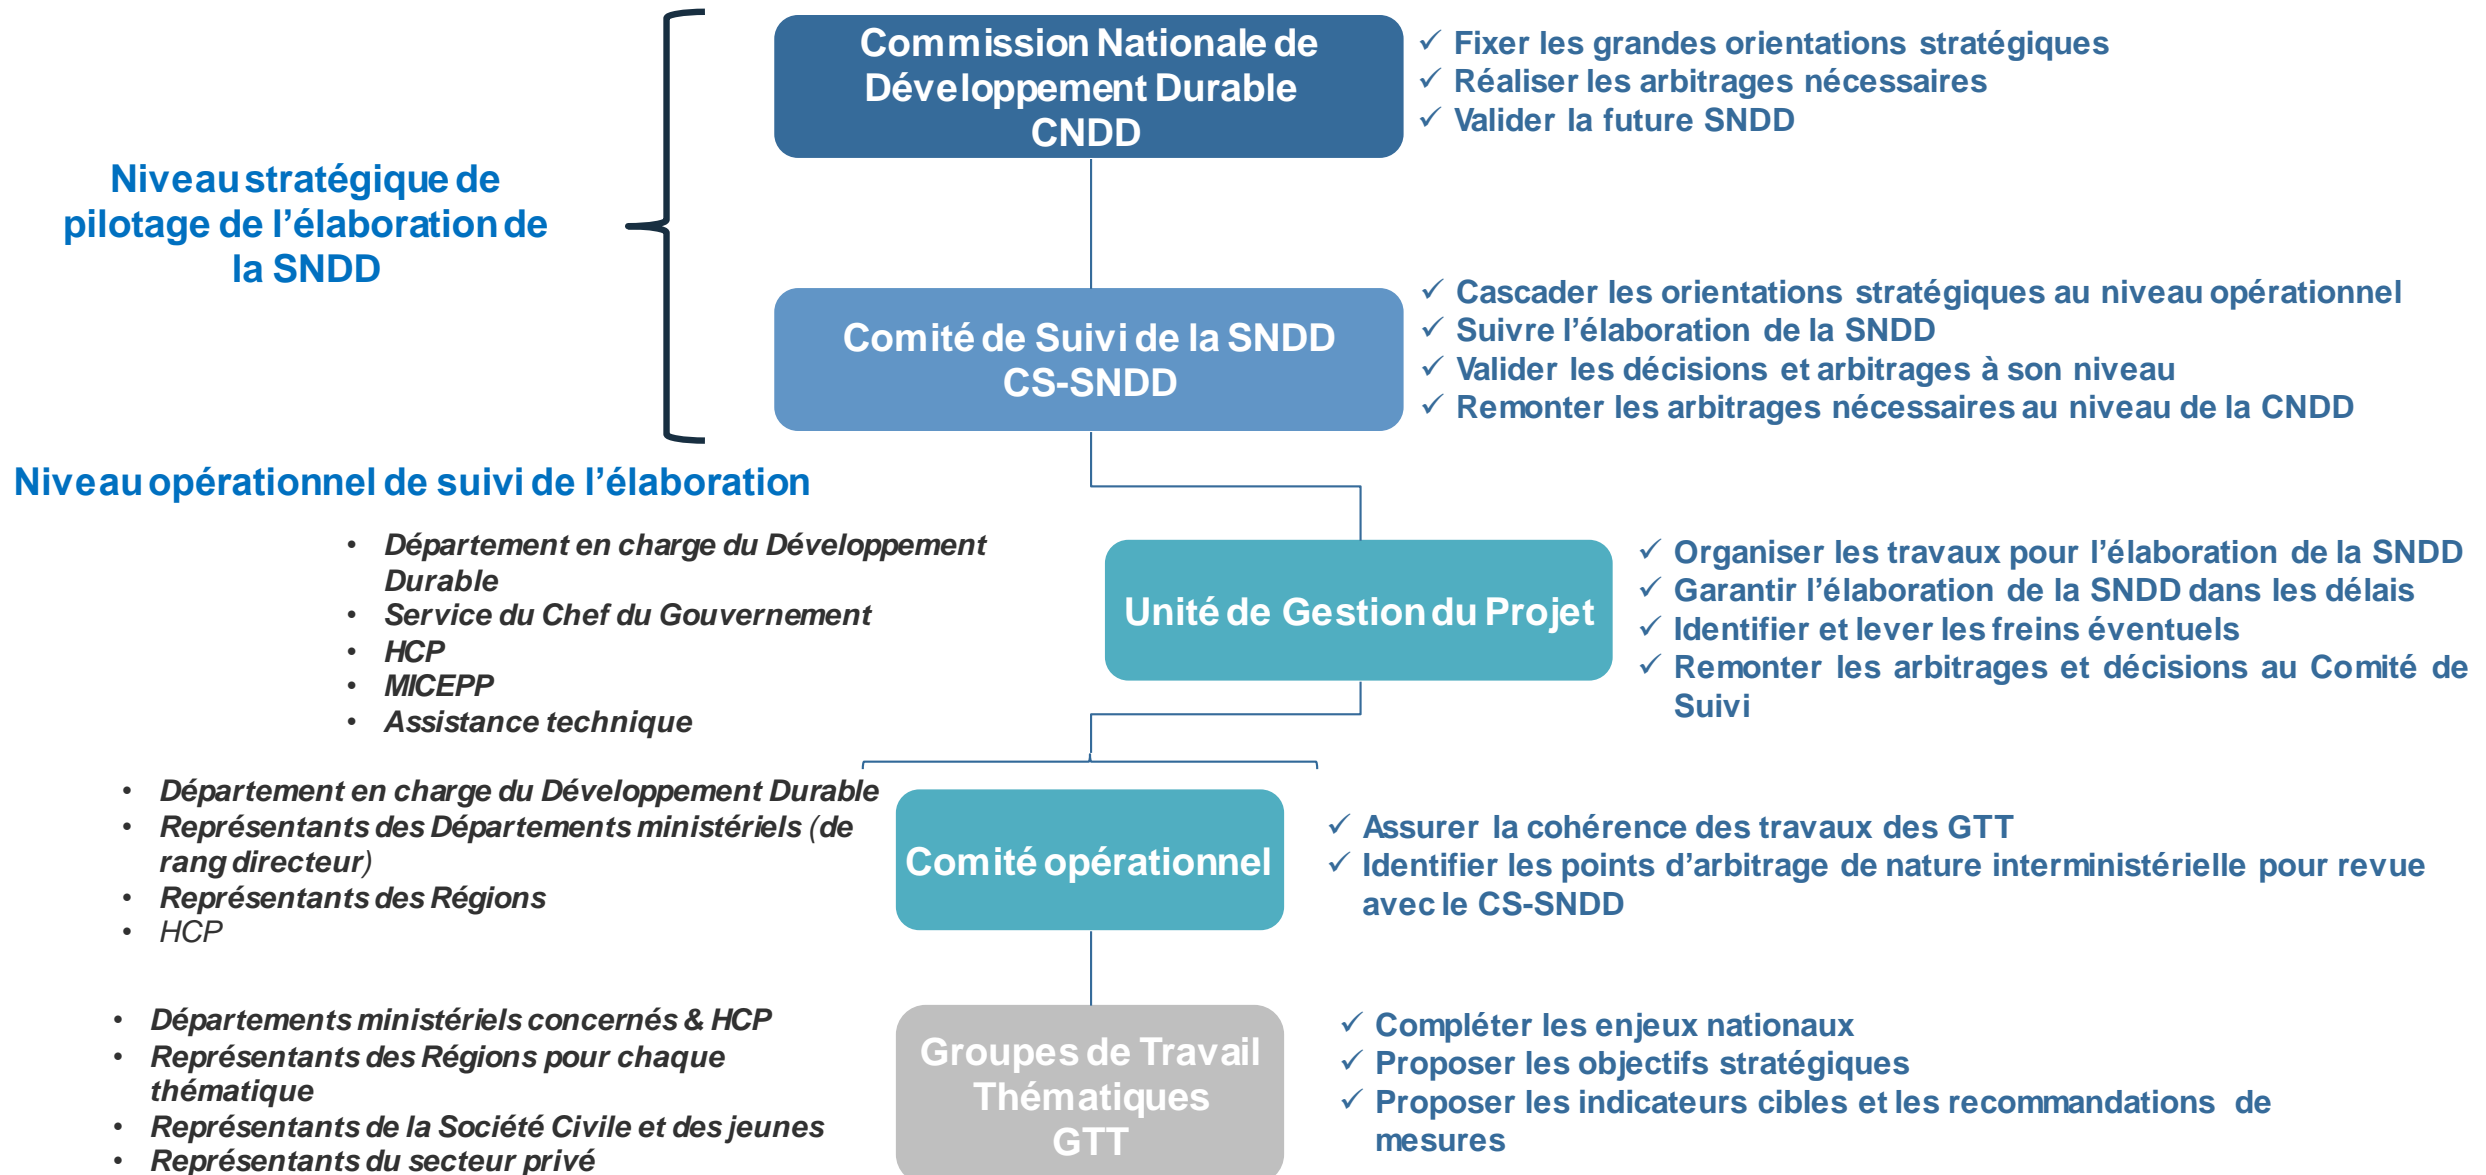 Commission Nationale de
Développement Durable
CNDD
✓ Fixer les grandes orientations stratégiques
✓ Réaliser les arbitrages nécessaires
✓ Valider la future SNDD
Niveau stratégique de
pilotage de l’élaboration de
la SNDD
Comité de Suivi de la SNDD
CS-SNDD
✓ Cascader les orientations stratégiques au niveau opérationnel
✓ Suivre l’élaboration de la SNDD
✓ Valider les décisions et arbitrages à son niveau
✓ Remonter les arbitrages nécessaires au niveau de la CNDD
Niveau opérationnel de suivi de l’élaboration
• Département en charge du Développement
Durable
• Service du Chef du Gouvernement
• HCP
• MICEPP
• Assistance technique
Unité de Gestion du Projet
✓ Organiser les travaux pour l’élaboration de la SNDD
✓ Garantir l’élaboration de la SNDD dans les délais
✓ Identifier et lever les freins éventuels
✓ Remonter les arbitrages et décisions au Comité de
Suivi
• Département en charge du Développement Durable
• Représentants des Départements ministériels (de
rang directeur)
• Représentants des Régions
• HCP
Comité opérationnel
✓ Assurer la cohérence des travaux des GTT
✓ Identifier les points d’arbitrage de nature interministérielle pour revue
avec le CS-SNDD
• Départements ministériels concernés & HCP
• Représentants des Régions pour chaque
thématique
• Représentants de la Société Civile et des jeunes
• Représentants du secteur privé
Groupes de Travail
Thématiques
GTT
✓ Compléter les enjeux nationaux
✓ Proposer les objectifs stratégiques
✓ Proposer les indicateurs cibles et les recommandations de
mesures